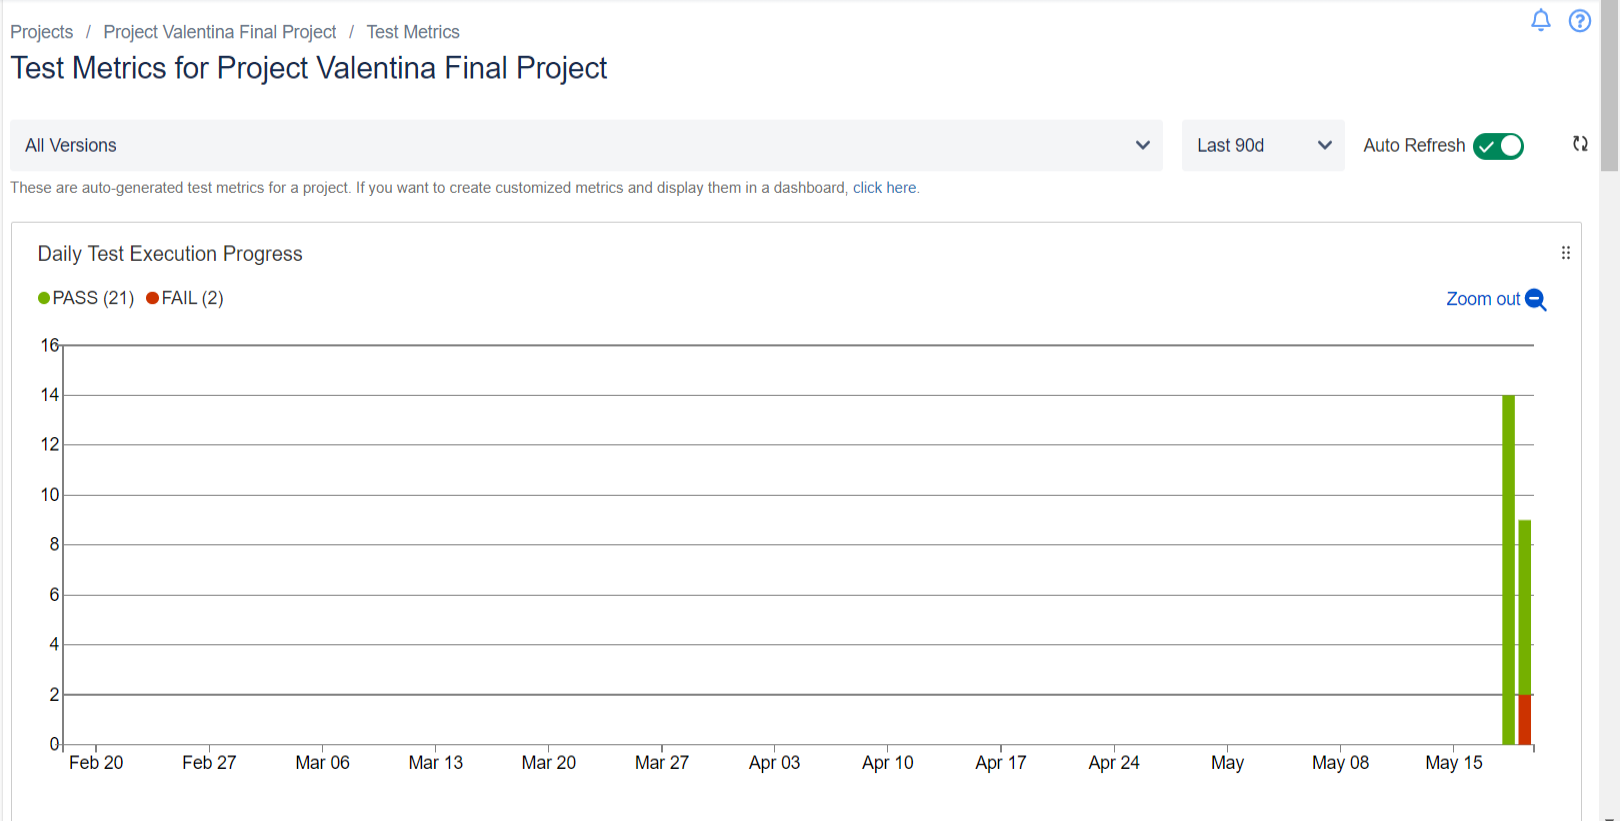 Projects / Project Valentina Final Project / Test Metrics
Test Metrics for Project Valentina Final Project
All Versions
Last 90d
Auto Refresh
These are auto-generated test metrics for a project. If you want to create customized metrics and display them in a dashboard, click here.
Daily Test Execution Progress
PASS (21) FAIL (2)
Zoom out
16
14
12
10
8
6
4
2
0
Feb 20 Feb 27 Mar 06 Mar 13 Mar 20 Mar 27 Apr 03 Apr 10 Apr 17 Apr 24 May May 08 May 15